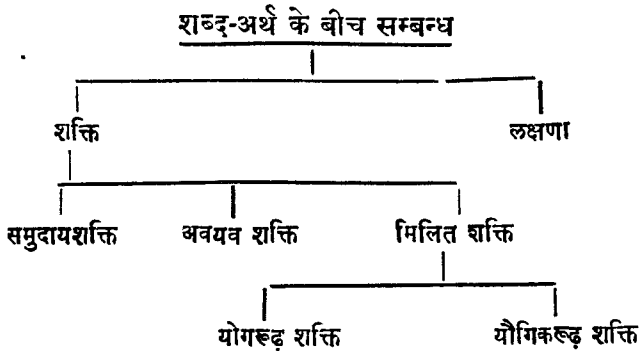 शब्द-अर्थ के बीच सम्बन्ध
शक्ति लक्षणा
समुदायशक्ति अवयव शक्ति मिलित शक्ति
योगरूढ़ शक्ति यौगिकरूढ़ शक्ति